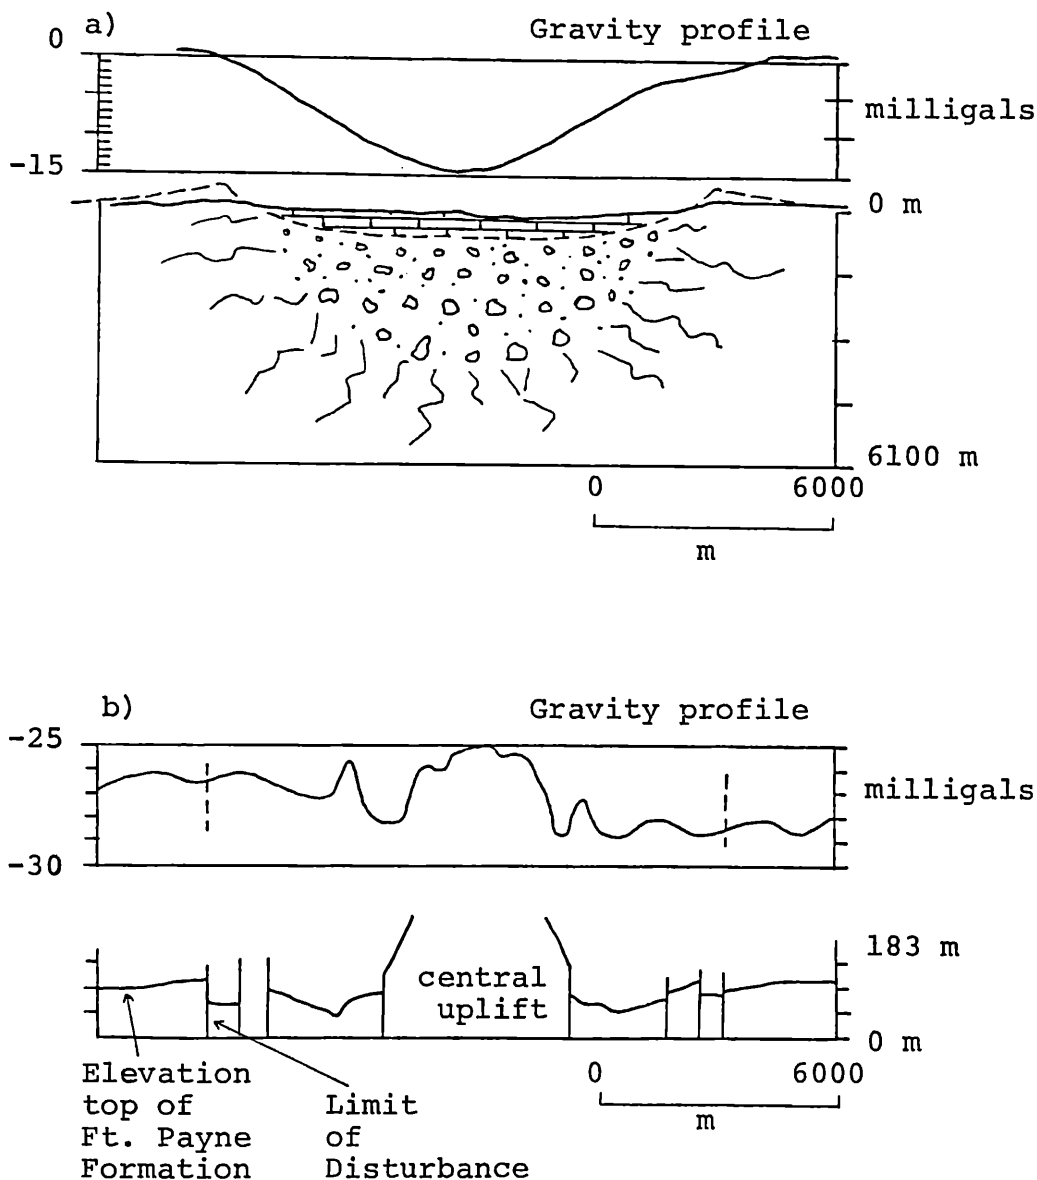 a)
Gravity profile
0
milligals
-15
0 m
6100 m
0 6000
m
b)
Gravity profile
-25
milligals
-30
183 m
central
uplift
0 m
0 6000
m
Elevation
top of
Ft. Payne
Formation
Limit
of
Disturbance